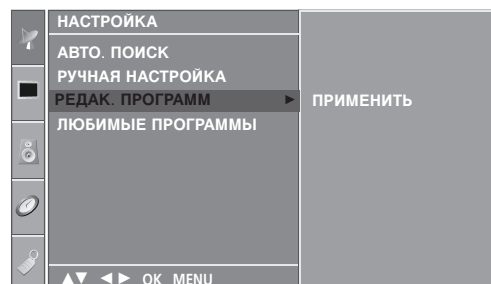 НАСТРОЙКА
АВТО. ПОИСК
РУЧНАЯ НАСТРОЙКА
РЕДАК. ПРОГРАММ ► ПРИМЕНИТЬ
ЛЮБИМЫЕ ПРОГРАММЫ
▲▼ ◄► OK MENU